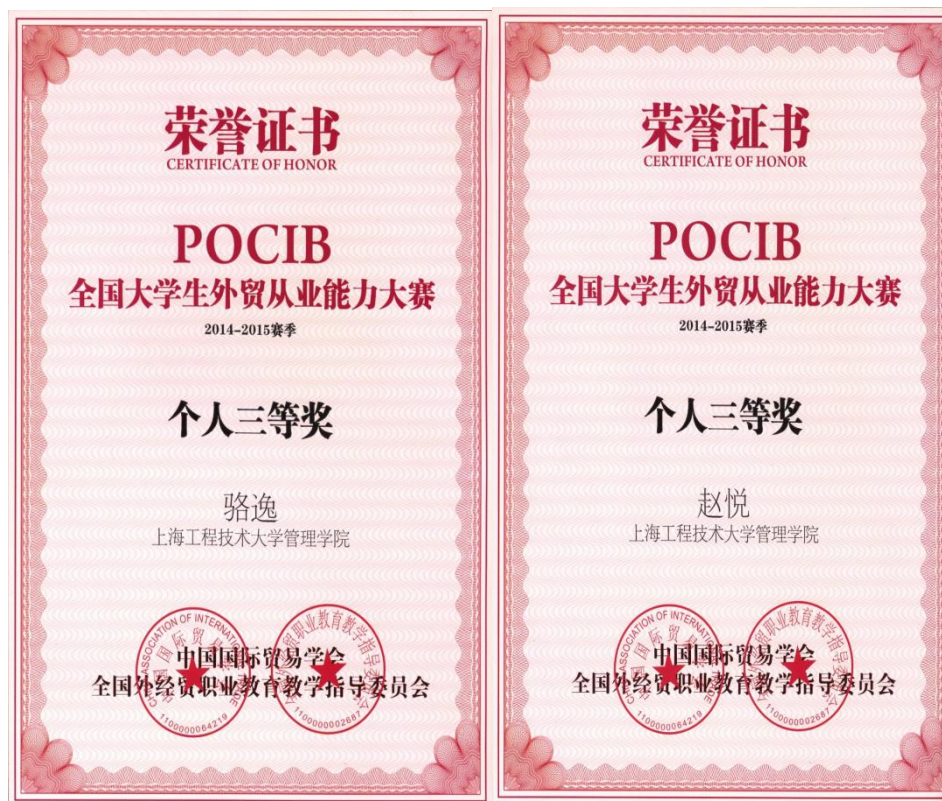 荣誉证书
CERTIFICATE OF HONOR
POCIB
全国大学生外贸从业能力大赛
2014-2015赛季
个人三等奖
骆逸
上海工程技术大学管理学院
中国国际贸易学会
全国外经贸职业教育教学指导委员会
1100000064219
1100000002687
荣誉证书
CERTIFICATE OF HONOR
POCIB
全国大学生外贸从业能力大赛
2014-2015赛季
个人三等奖
赵悦
上海工程技术大学管理学院
中国国际贸易学会
全国外经贸职业教育教学指导委员会
1100000064219
1100000002687